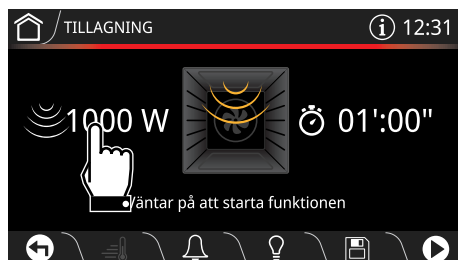 TILLAGNING
12:31
1000 W
01':00"
Väntar på att starta funktionen